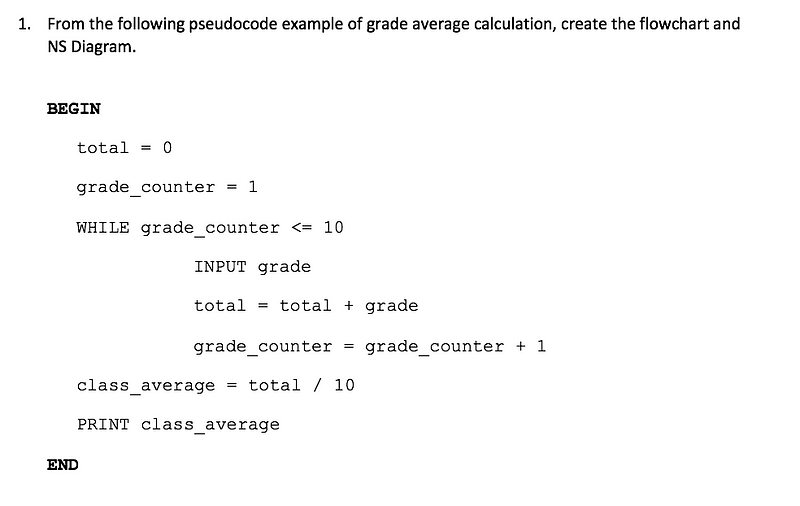 1. From the following pseudocode example of grade average calculation, create the flowchart and
NS Diagram.
BEGIN
total = 0
grade_counter = 1
WHILE grade_counter <= 10
INPUT grade
total = total + grade
grade_counter = grade_counter + 1
class_average = total / 10
PRINT class_average
END